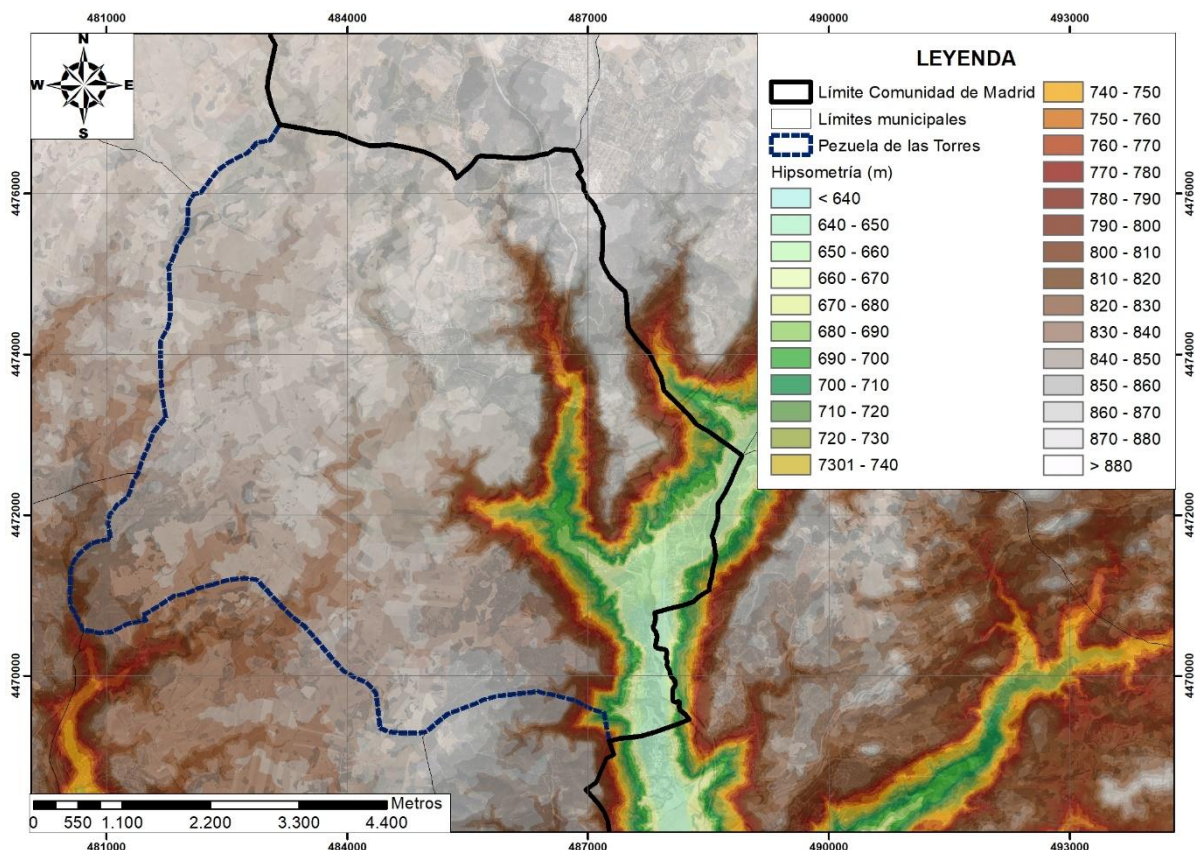 481000 484000 487000 490000 493000
N
W E
S
LEYENDA
Límite Comunidad de Madrid
Límites municipales
Pezuela de las Torres
Hipsometría (m)
< 640
640 - 650
650 - 660
660 - 670
670 - 680
680 - 690
690 - 700
700 - 710
710 - 720
720 - 730
7301 - 740
740 - 750
750 - 760
760 - 770
770 - 780
780 - 790
790 - 800
800 - 810
810 - 820
820 - 830
830 - 840
840 - 850
850 - 860
860 - 870
870 - 880
> 880
4476000 4476000
4474000 4474000
4472000 4472000
4470000 4470000
Metros
0 550 1.100 2.200 3.300 4.400
481000 484000 487000 490000 493000